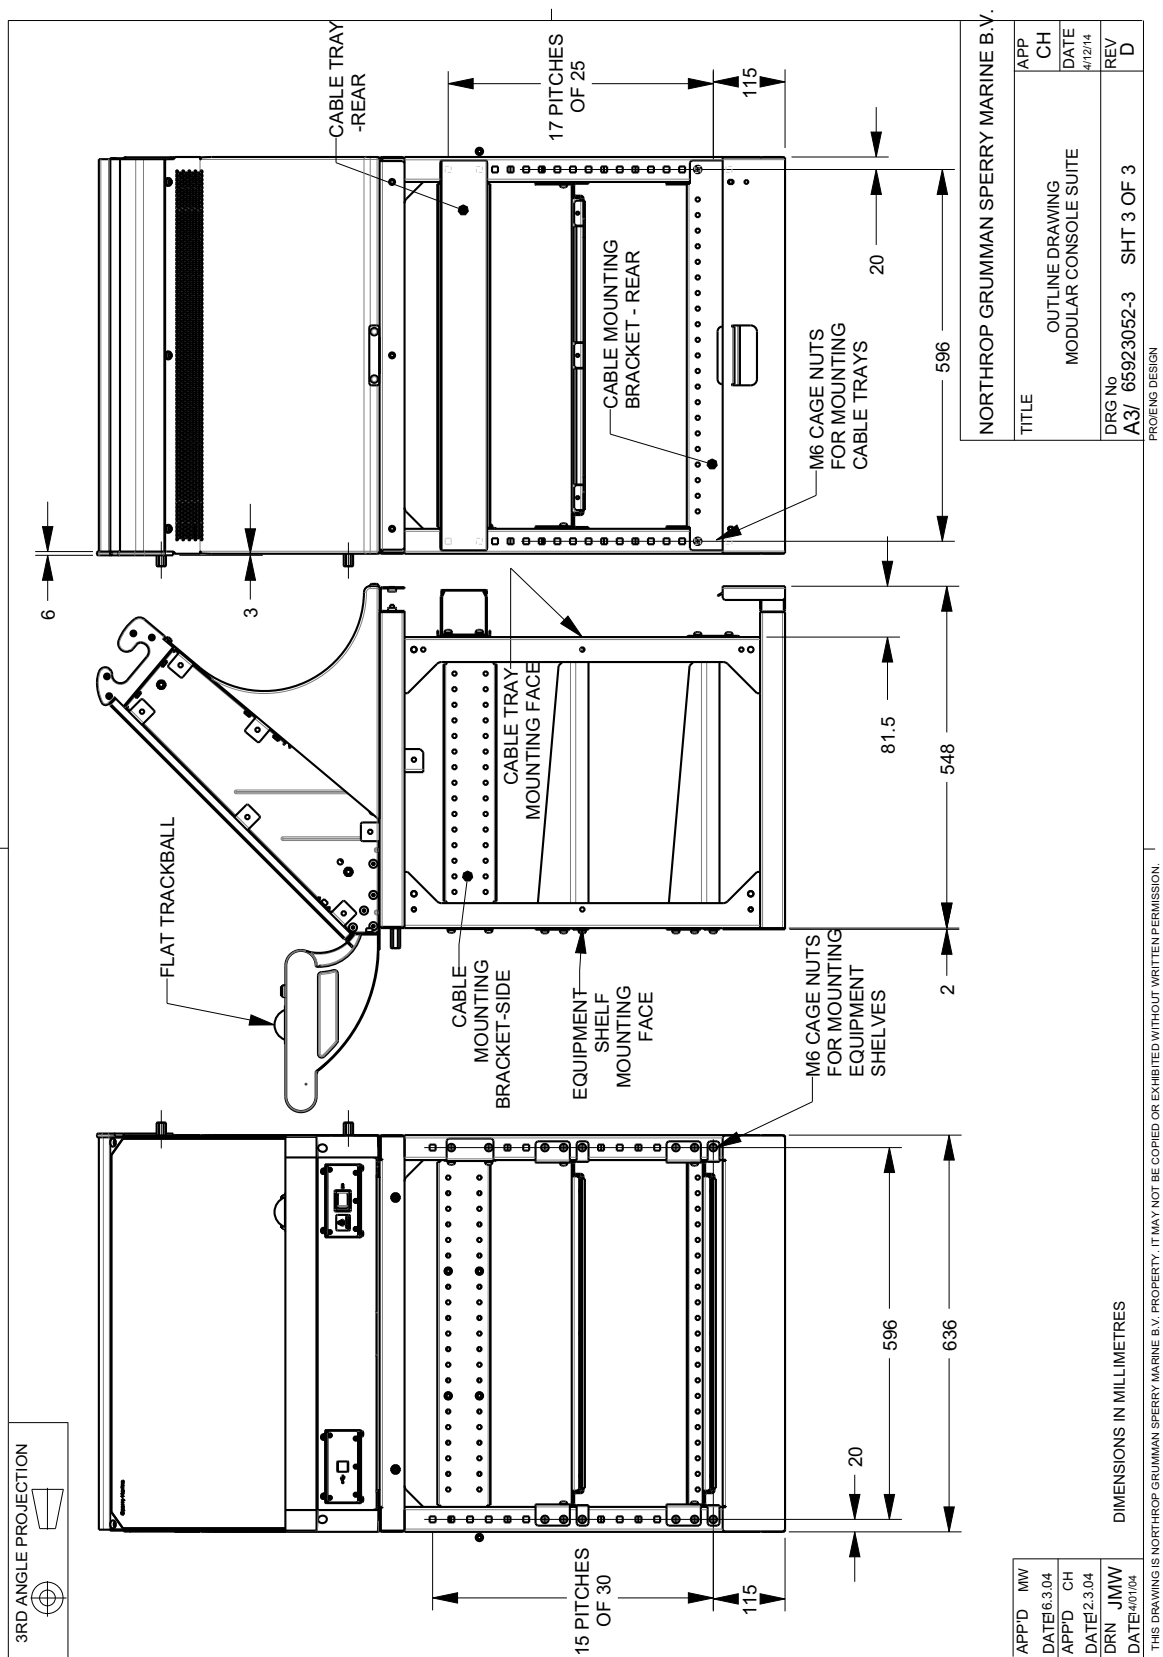 3RD ANGLE PROJECTION
FLAT TRACKBALL
CABLE TRAY
-REAR
6
3
17 PITCHES
OF 25
115
20
596
CABLE MOUNTING
BRACKET - REAR
M6 CAGE NUTS
FOR MOUNTING
CABLE TRAYS
CABLE TRAY
MOUNTING FACE
81.5
548
2
CABLE
MOUNTING
BRACKET-SIDE
EQUIPMENT
SHELF
MOUNTING
FACE
M6 CAGE NUTS
FOR MOUNTING
EQUIPMENT
SHELVES
15 PITCHES
OF 30
115
20
596
636
DIMENSIONS IN MILLIMETRES
APP'D MW
DATE 16.3.04
APP'D CH
DATE 12.3.04
DRN JMW
DATE 14/01/04
NORTHROP GRUMMAN SPERRY MARINE B.V.
TITLE
OUTLINE DRAWING
MODULAR CONSOLE SUITE
APP
CH
DATE
4/12/14
DRG No
A3/ 65923052-3 SHT 3 OF 3
REV
D
PRO/ENG DESIGN
THIS DRAWING IS NORTHROP GRUMMAN SPERRY MARINE B.V. PROPERTY. IT MAY NOT BE COPIED OR EXHIBITED WITHOUT WRITTEN PERMISSION.